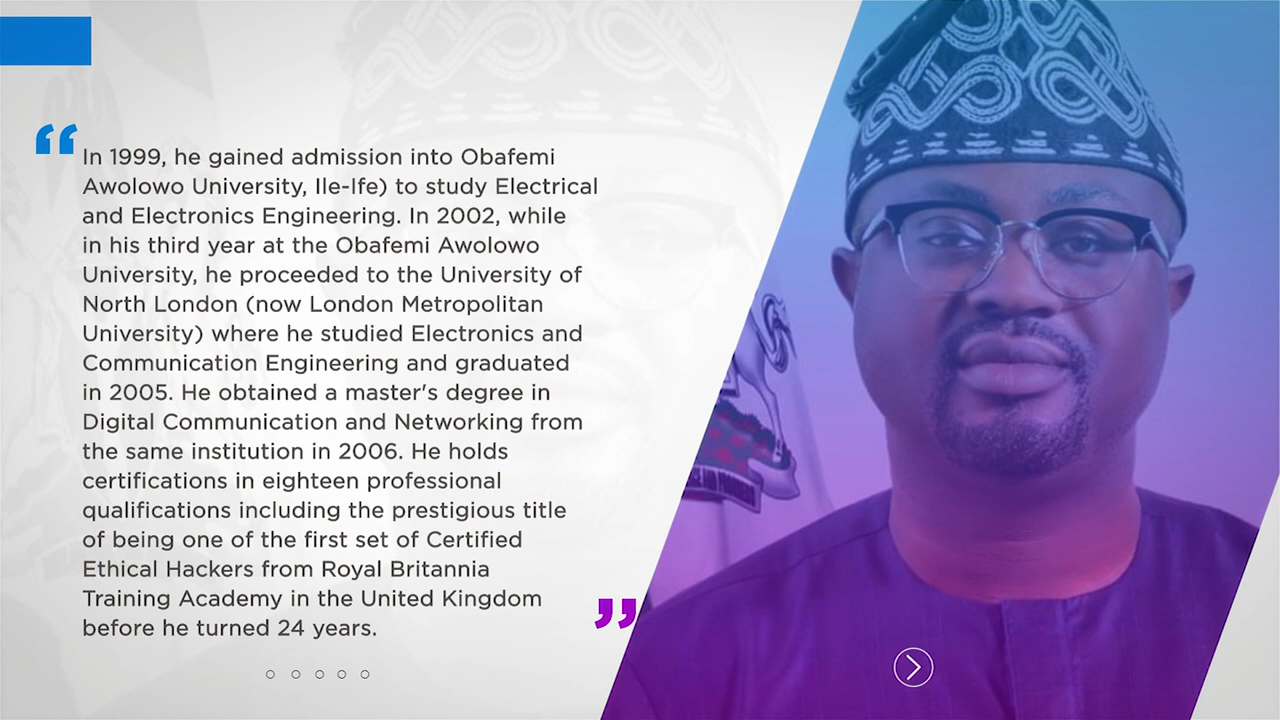 “
In 1999, he gained admission into Obafemi
Awolowo University, Ile-Ife) to study Electrical
and Electronics Engineering. In 2002, while
in his third year at the Obafemi Awolowo
University, he proceeded to the University of
North London (now London Metropolitan
University) where he studied Electronics and
Communication Engineering and graduated
in 2005. He obtained a master's degree in
Digital Communication and Networking from
the same institution in 2006. He holds
certifications in eighteen professional
qualifications including the prestigious title
of being one of the first set of Certified
Ethical Hackers from Royal Britannia
Training Academy in the United Kingdom
before he turned 24 years.
”